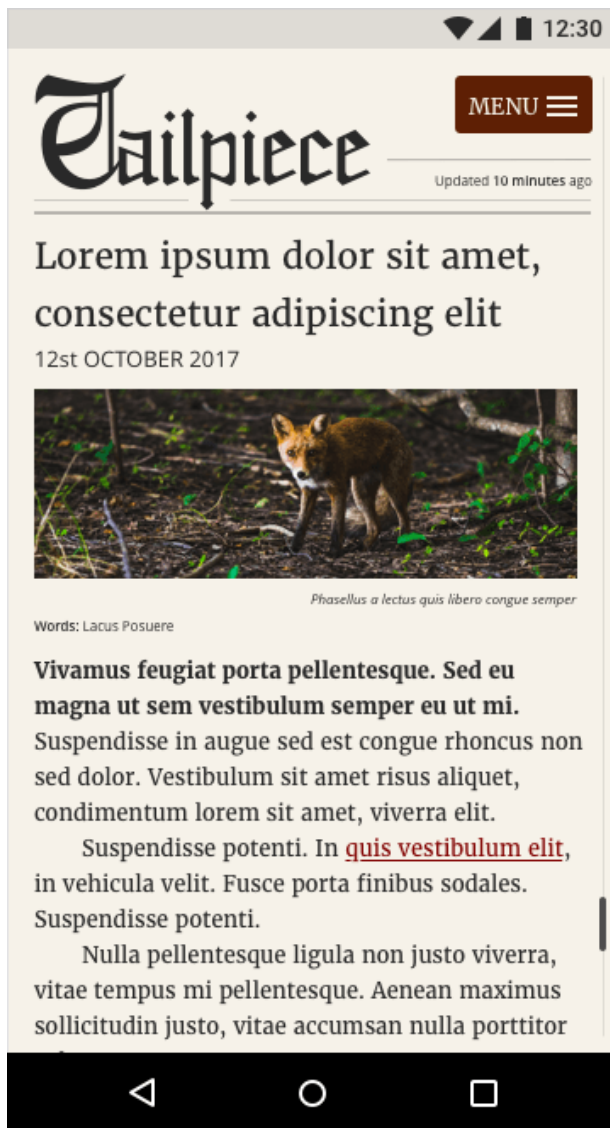 12:30
Tailpiece
MENU
Updated 10 minutes ago
Lorem ipsum dolor sit amet,
consectetur adipiscing elit
12st OCTOBER 2017
Phasellus a lectus quis libero congue semper
Words: Lacus Posuere
Vivamus feugiat porta pellentesque. Sed eu
magna ut sem vestibulum semper eu ut mi.
Suspendisse in augue sed est congue rhoncus non
sed dolor. Vestibulum sit amet risus aliquet,
condimentum lorem sit amet, viverra elit.
Suspendisse potenti. In quis vestibulum elit,
in vehicula velit. Fusce porta finibus sodales.
Suspendisse potenti.
Nulla pellentesque ligula non justo viverra,
vitae tempus mi pellentesque. Aenean maximus
sollicitudin justo, vitae accumsan nulla porttitor